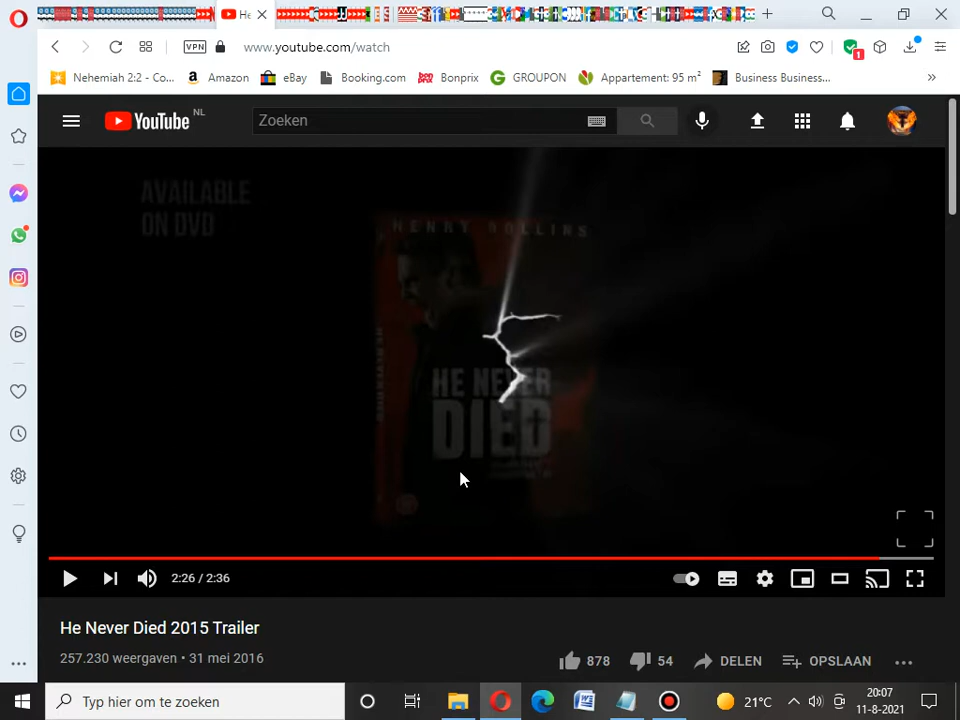 He
VPN
www.youtube.com/watch
1
Nehemiah 2:2 - Co...
Amazon
eBay
Booking.com
Bonprix
GROUPON
Appartement: 95 m²
Business Business...
»
YouTube NL
Zoeken
AVAILABLE
ON DVD
HENRY ROLLINS
HE NEVER
DIED
2:26 / 2:36
He Never Died 2015 Trailer
257.230 weergaven • 31 mei 2016
878
54
DELEN
OPSLAAN
Typ hier om te zoeken
21°C
20:07
11-8-2021